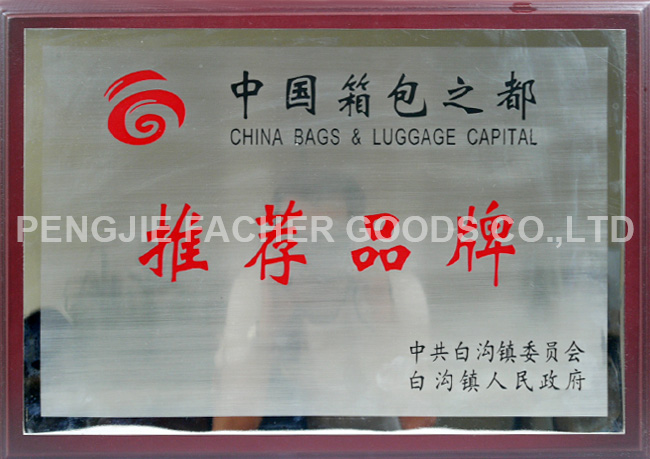 中国箱包之都
CHINA BAGS & LUGGAGE CAPITAL
推荐品牌
PENGJIE FACHER GOODS CO.,LTD
中共白沟镇委员会
白沟镇人民政府